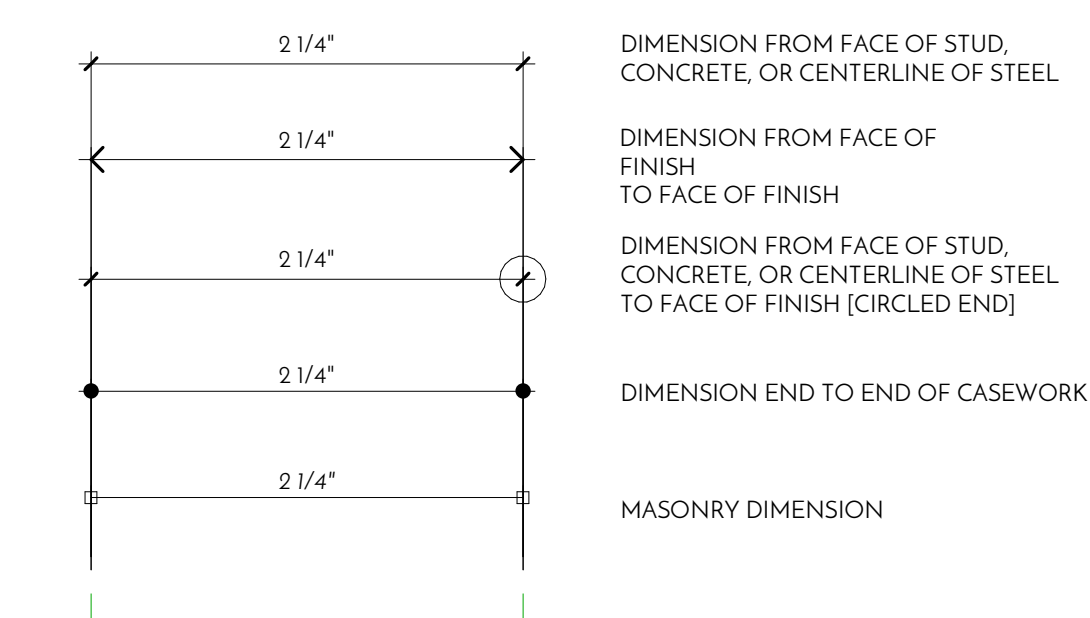 2 1/4"
DIMENSION FROM FACE OF STUD,
CONCRETE, OR CENTERLINE OF STEEL
2 1/4"
DIMENSION FROM FACE OF
FINISH
TO FACE OF FINISH
2 1/4"
DIMENSION FROM FACE OF STUD,
CONCRETE, OR CENTERLINE OF STEEL
TO FACE OF FINISH [CIRCLED END]
2 1/4"
DIMENSION END TO END OF CASEWORK
2 1/4"
MASONRY DIMENSION